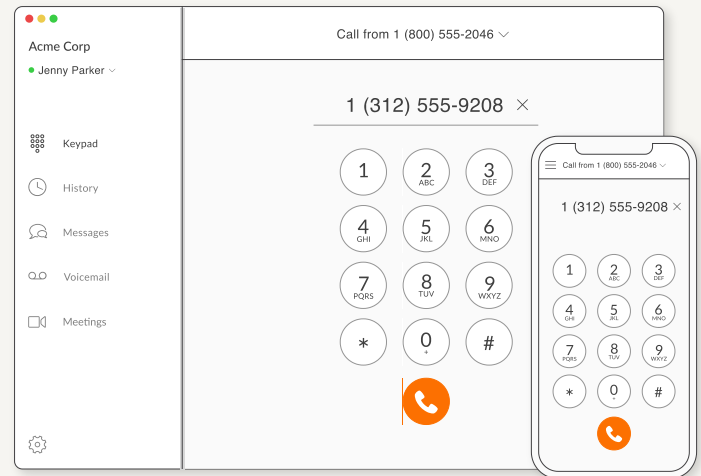 Acme Corp
Jenny Parker
Keypad
History
Messages
Voicemail
Meetings
Call from 1 (800) 555-2046
1 (312) 555-9208 ×
1 2 3
ABC DEF
4 5 6
GHI JKL MNO
7 8 9
PQRS TUV WXYZ
* 0 #
+
Call from 1 (800) 555-2046
1 (312) 555-9208 ×
1 2 3
ABC DEF
4 5 6
GHI JKL MNO
7 8 9
PQRS TUV WXYZ
* 0 #
+